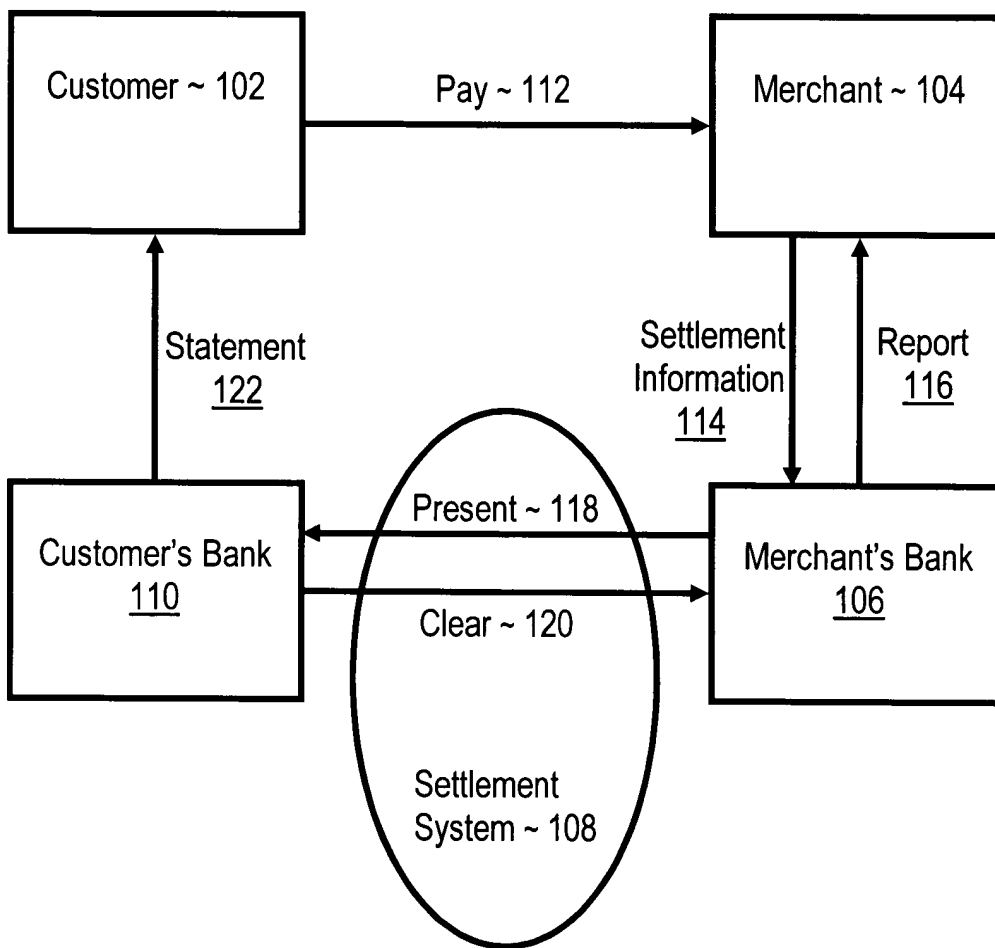 Customer ~ 102
Pay ~ 112
Merchant ~ 104
Statement
122
Settlement
Information
114
Report
116
Customer's Bank
110
Present ~ 118
Clear ~ 120
Merchant's Bank
106
Settlement
System ~ 108